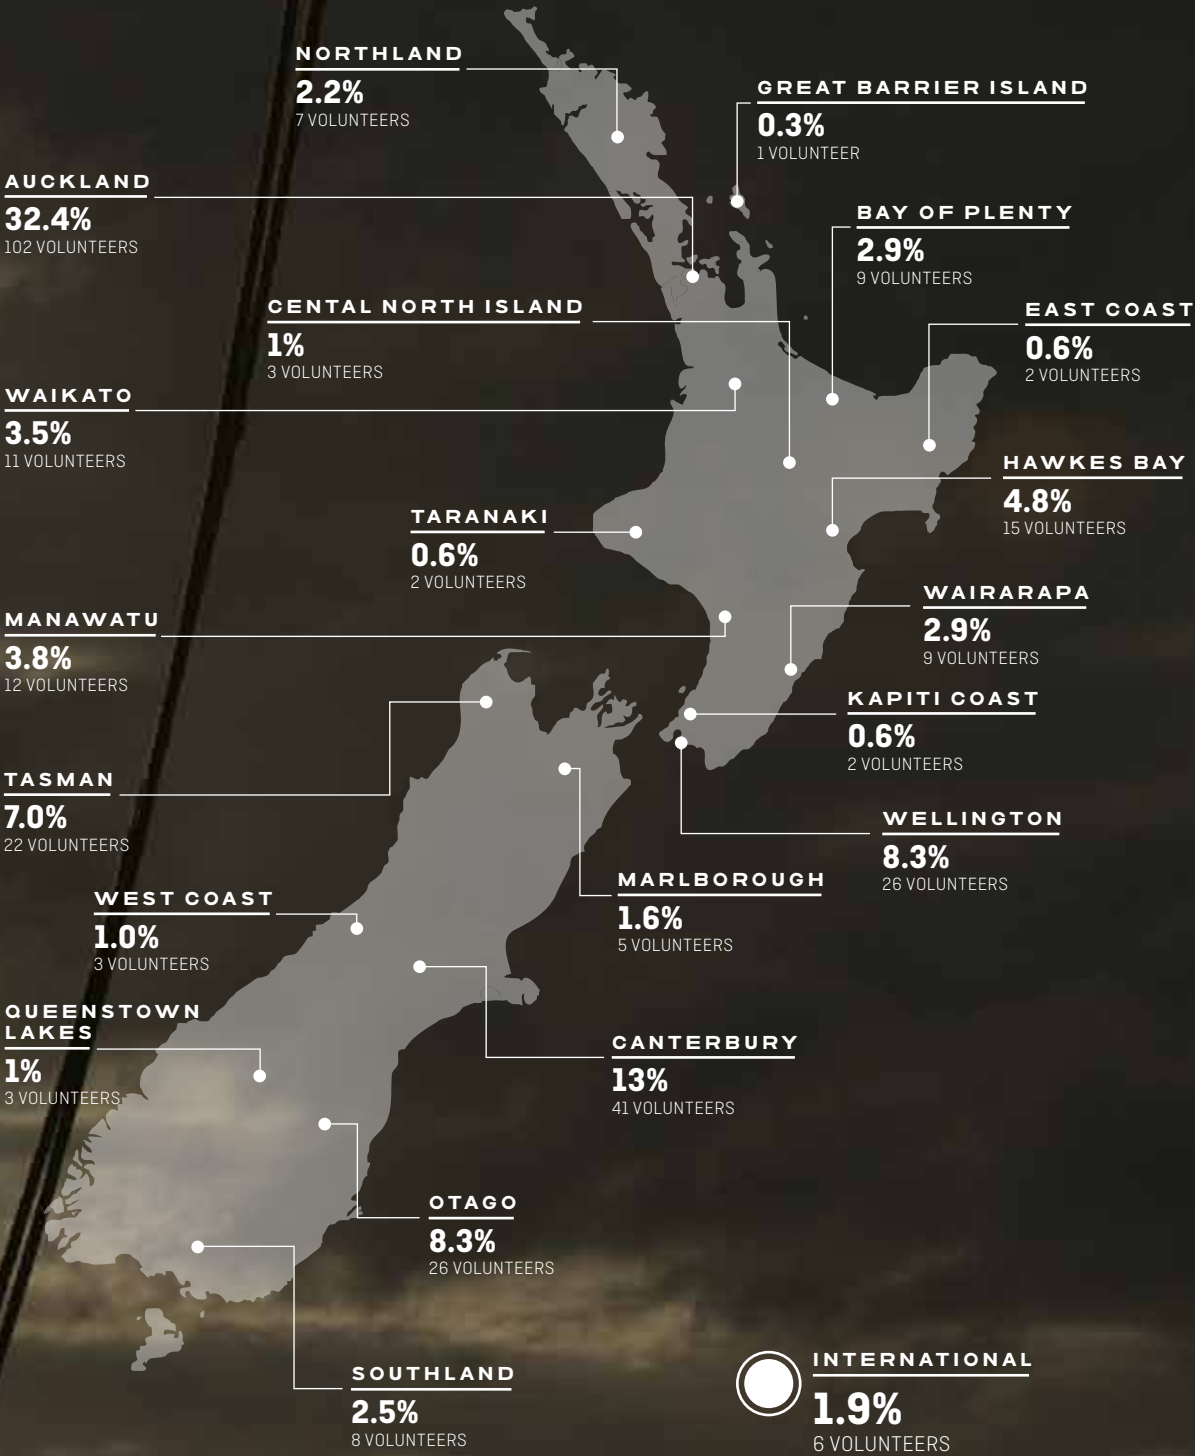 NORTHLAND
2.2%
7 VOLUNTEERS
GREAT BARRIER ISLAND
0.3%
1 VOLUNTEER
AUCKLAND
32.4%
102 VOLUNTEERS
BAY OF PLENTY
2.9%
9 VOLUNTEERS
CENTAL NORTH ISLAND
1%
3 VOLUNTEERS
EAST COAST
0.6%
2 VOLUNTEERS
WAIKATO
3.5%
11 VOLUNTEERS
HAWKES BAY
4.8%
15 VOLUNTEERS
TARANAKI
0.6%
2 VOLUNTEERS
WAIRARAPA
2.9%
9 VOLUNTEERS
MANAWATU
3.8%
12 VOLUNTEERS
KAPITI COAST
0.6%
2 VOLUNTEERS
TASMAN
7.0%
22 VOLUNTEERS
WELLINGTON
8.3%
26 VOLUNTEERS
MARLBOROUGH
1.6%
5 VOLUNTEERS
WEST COAST
1.0%
3 VOLUNTEERS
QUEENSTOWN
LAKES
1%
3 VOLUNTEERS
CANTERBURY
13%
41 VOLUNTEERS
OTAGO
8.3%
26 VOLUNTEERS
SOUTHLAND
2.5%
8 VOLUNTEERS
INTERNATIONAL
1.9%
6 VOLUNTEERS